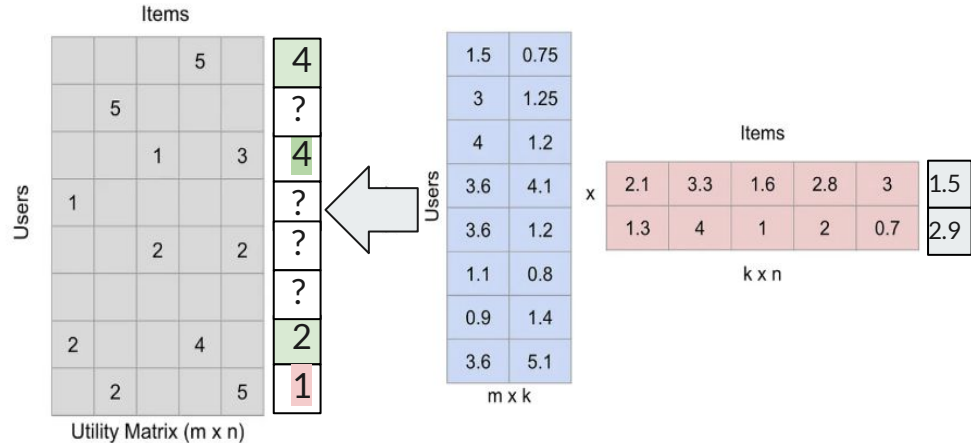 Items
5 4
5 ?
1 3 4
1 ?
2 2 ?
?
2 4 2
2 5 1
Users
Utility Matrix (m x n)
Users
1.5 0.75
3 1.25
4 1.2
3.6 4.1
3.6 1.2
1.1 0.8
0.9 1.4
3.6 5.1
m x k
x
Items
2.1 3.3 1.6 2.8 3 1.5
1.3 4 1 2 0.7 2.9
k x n